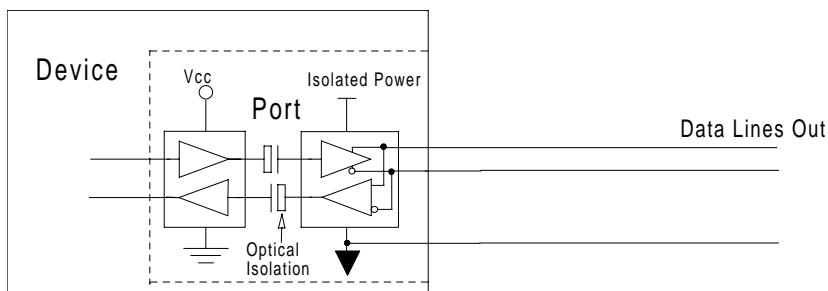 Device
Vcc
Port
Isolated Power
Data Lines Out
Optical
Isolation